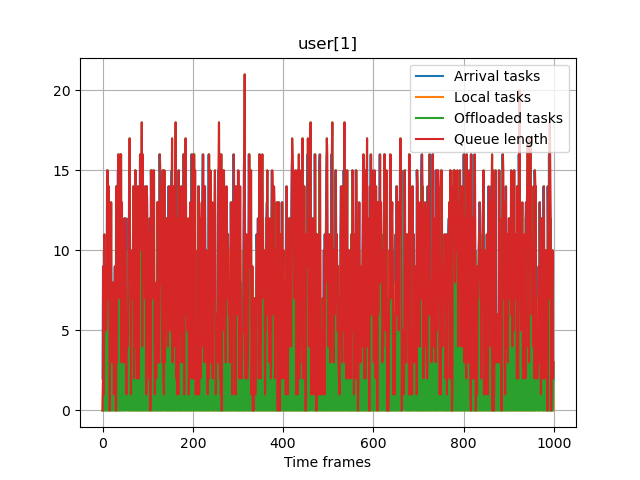 user[1]
Arrival tasks
Local tasks
Offloaded tasks
Queue length
20
15
10
5
0
0 200 400 600 800 1000
Time frames